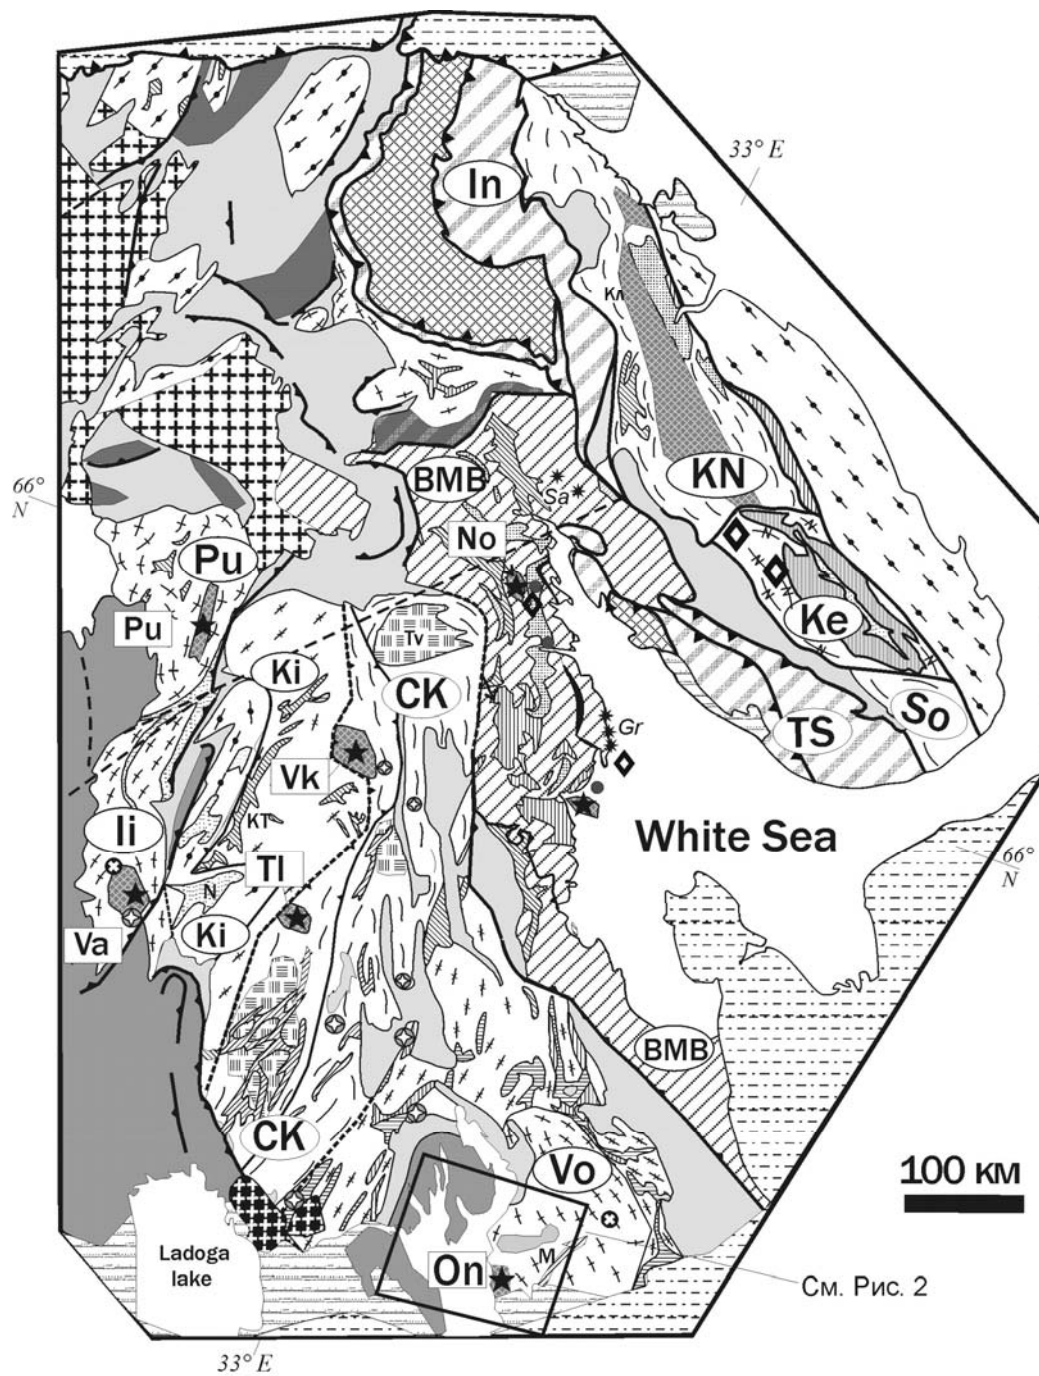 33° E
In
Кл
66°
N
BMB
KN
Sa
No
Pu
Pu
Ke
Tv
Ki
CK
So
TS
Gr
Vk
White Sea
KT
Ii
66°
N
Tl
N
Va
Ki
BMB
CK
Vo
100 км
Ladoga
lake
M
On
См. Рис. 2
33° E